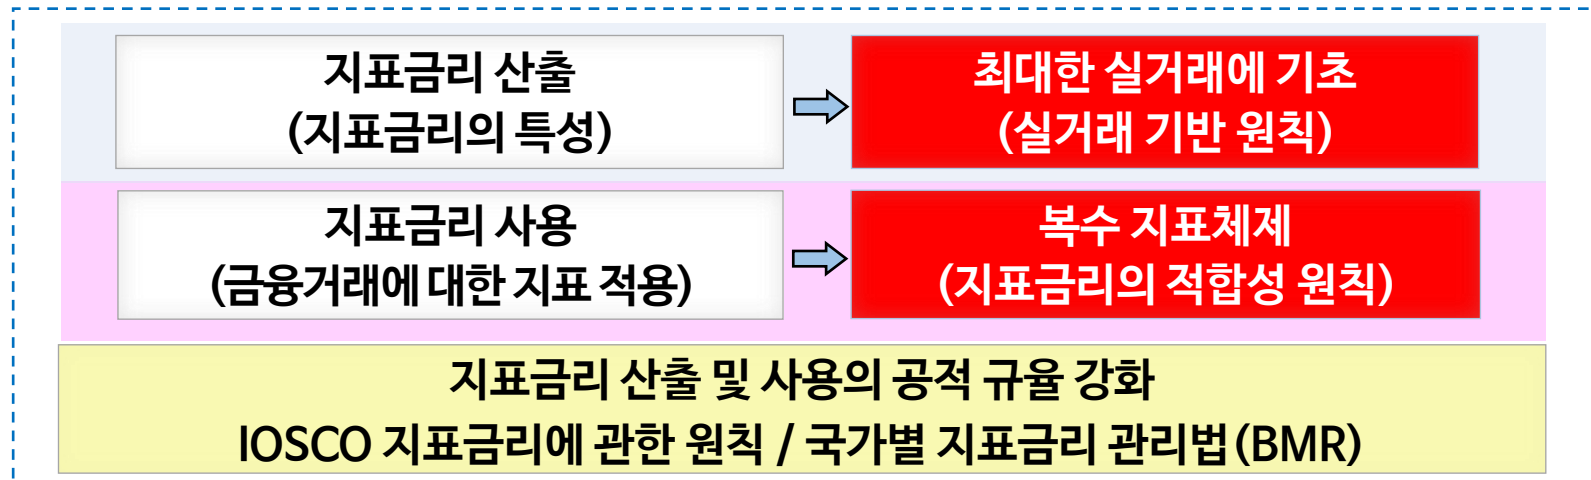 지표금리 산출
(지표금리의 특성)
최대한 실거래에 기초
(실거래 기반 원칙)
지표금리 사용
(금융거래에 대한 지표 적용)
복수 지표체제
(지표금리의 적합성 원칙)
지표금리 산출 및 사용의 공적 규율 강화
IOSCO 지표금리에 관한 원칙 / 국가별 지표금리 관리법(BMR)